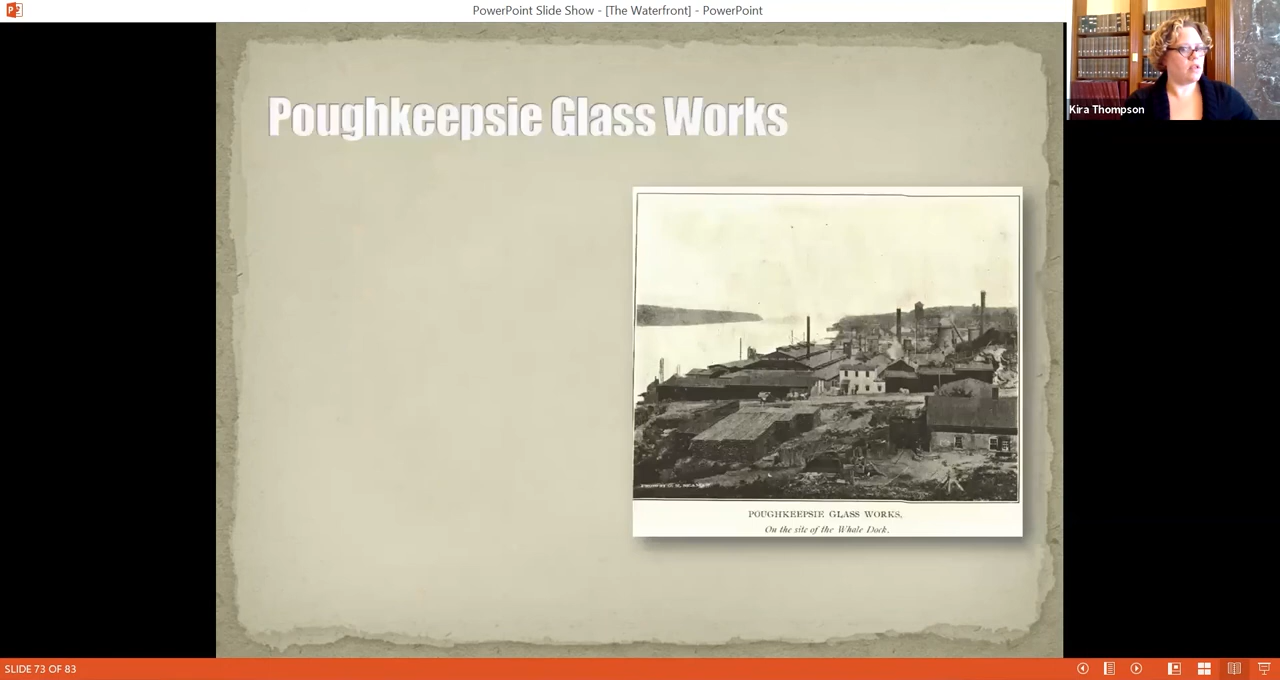 PowerPoint Slide Show - [The Waterfront] - PowerPoint
Kira Thompson
Poughkeepsie Glass Works
POUGHKEEPSIE GLASS WORKS,
On the site of the Whale Dock.
SLIDE 73 OF 83